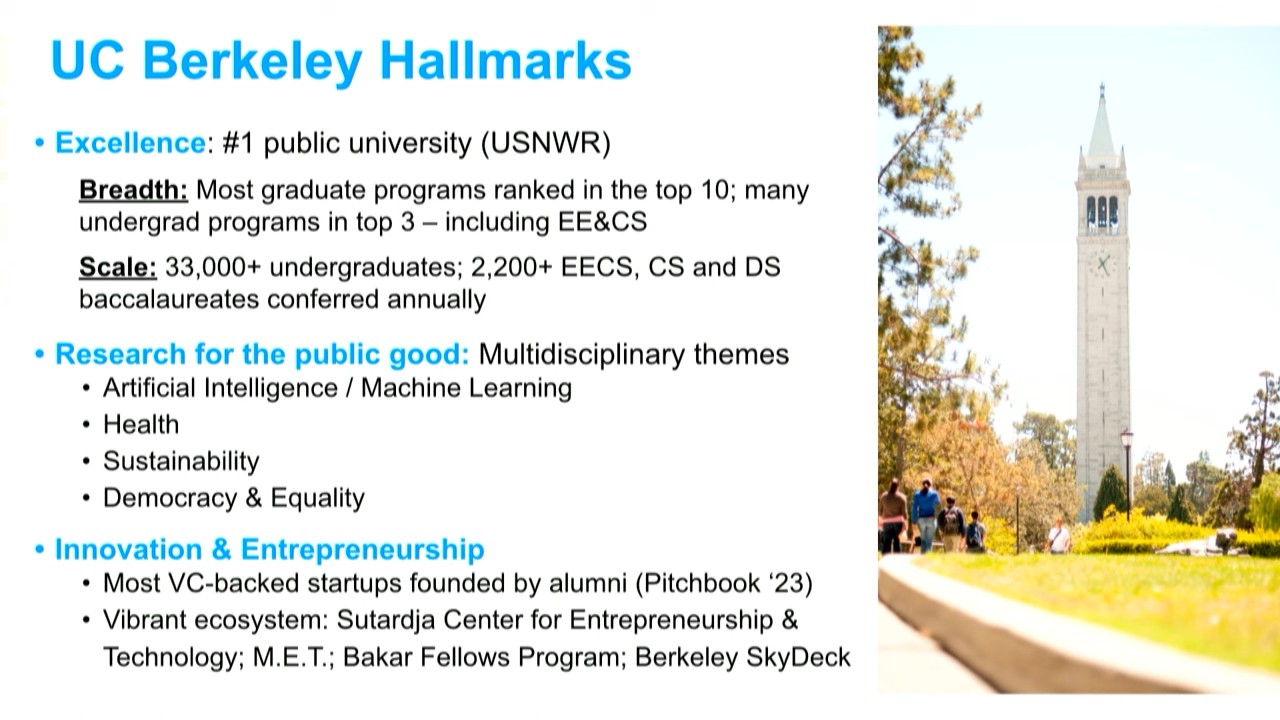 UC Berkeley Hallmarks
• Excellence: #1 public university (USNWR)
Breadth: Most graduate programs ranked in the top 10; many
undergrad programs in top 3 – including EE&CS
Scale: 33,000+ undergraduates; 2,200+ EECS, CS and DS
baccalaureates conferred annually
• Research for the public good: Multidisciplinary themes
• Artificial Intelligence / Machine Learning
• Health
• Sustainability
• Democracy & Equality
• Innovation & Entrepreneurship
• Most VC-backed startups founded by alumni (Pitchbook ‘23)
• Vibrant ecosystem: Sutardja Center for Entrepreneurship &
Technology; M.E.T.; Bakar Fellows Program; Berkeley SkyDeck